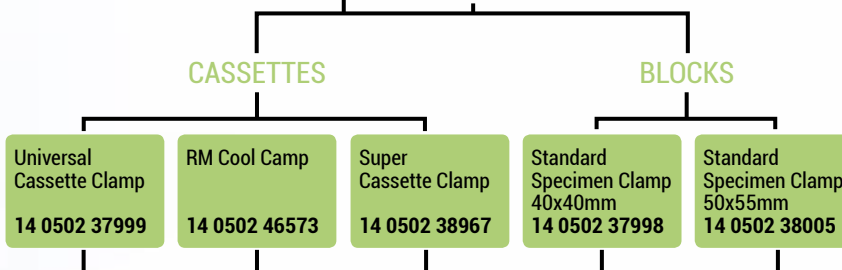 CASSETTES
BLOCKS
Universal
Cassette Clamp
14 0502 37999
RM Cool Camp
14 0502 46573
Super
Cassette Clamp
14 0502 38967
Standard
Specimen Clamp
40x40mm
14 0502 37998
Standard
Specimen Clamp
50x55mm
14 0502 38005